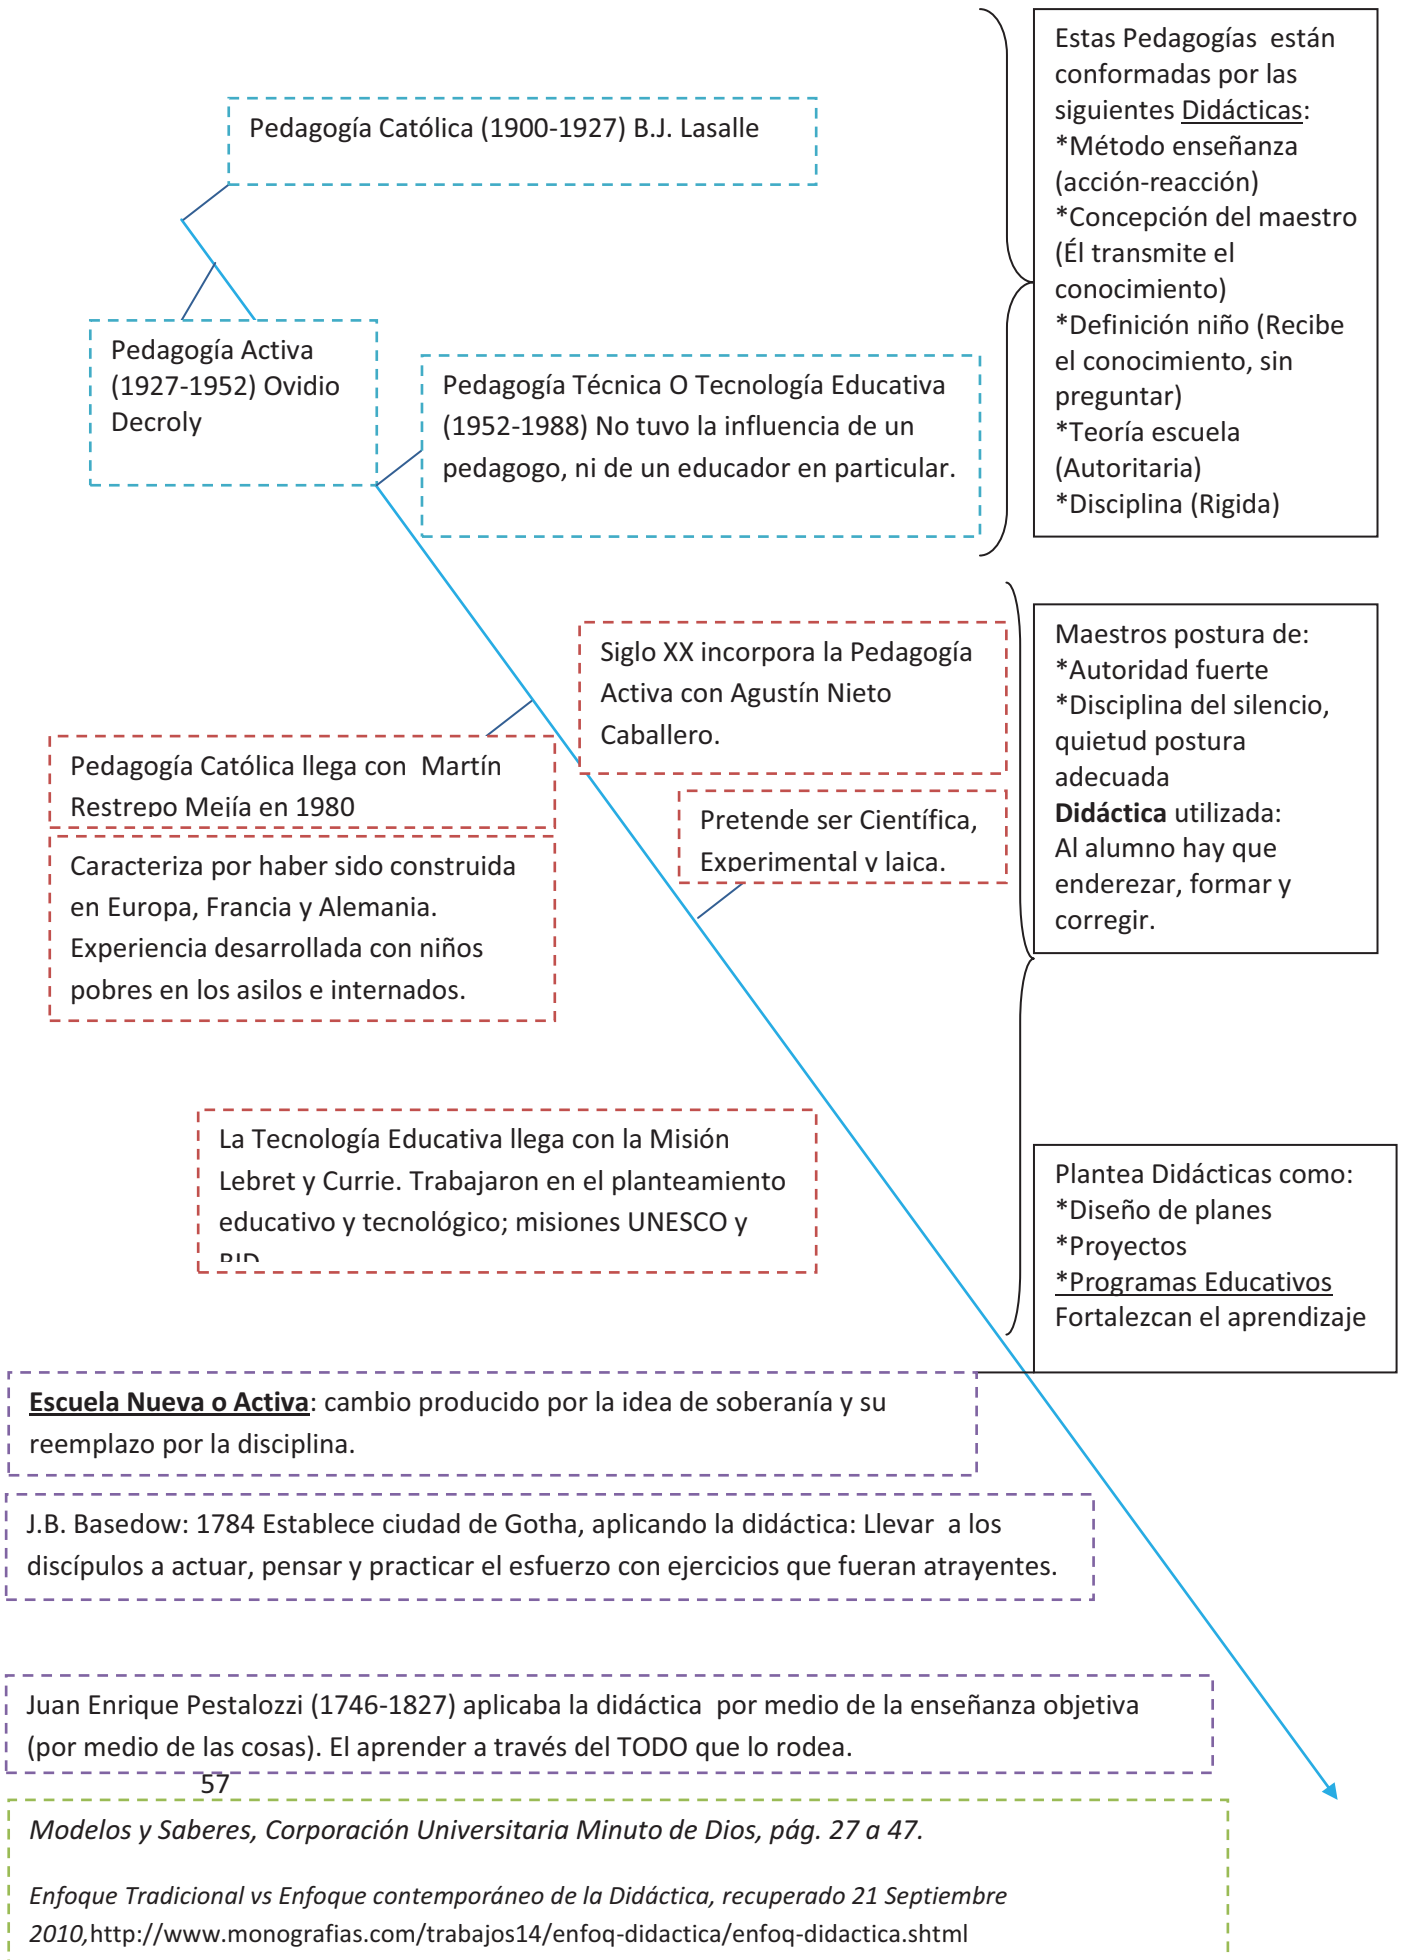 Pedagogía Católica (1900-1927) B.J. Lasalle
Pedagogía Activa
(1927-1952) Ovidio
Decroly
Pedagogía Técnica O Tecnología Educativa
(1952-1988) No tuvo la influencia de un
pedagogo, ni de un educador en particular.
Estas Pedagogías están
conformadas por las
siguientes Didácticas:
*Método enseñanza
(acción-reacción)
*Concepción del maestro
(Él transmite el
conocimiento)
*Definición niño (Recibe
el conocimiento, sin
preguntar)
*Teoría escuela
(Autoritaria)
*Disciplina (Rigida)
Siglo XX incorpora la Pedagogía
Activa con Agustín Nieto
Caballero.
Pedagogía Católica llega con Martín
Restrepo Mejía en 1980
Pretende ser Científica,
Experimental y laica.
Caracteriza por haber sido construida
en Europa, Francia y Alemania.
Experiencia desarrollada con niños
pobres en los asilos e internados.
Maestros postura de:
*Autoridad fuerte
*Disciplina del silencio,
quietud postura
adecuada
Didáctica utilizada:
Al alumno hay que
enderezar, formar y
corregir.
La Tecnología Educativa llega con la Misión
Lebret y Currie. Trabajaron en el planteamiento
educativo y tecnológico; misiones UNESCO y
BID
Plantea Didácticas como:
*Diseño de planes
*Proyectos
*Programas Educativos
Fortalezcan el aprendizaje
Escuela Nueva o Activa: cambio producido por la idea de soberanía y su
reemplazo por la disciplina.
J.B. Basedow: 1784 Establece ciudad de Gotha, aplicando la didáctica: Llevar a los
discípulos a actuar, pensar y practicar el esfuerzo con ejercicios que fueran atrayentes.
Juan Enrique Pestalozzi (1746-1827) aplicaba la didáctica por medio de la enseñanza objetiva
(por medio de las cosas). El aprender a través del TODO que lo rodea.
57
Modelos y Saberes, Corporación Universitaria Minuto de Dios, pág. 27 a 47.
Enfoque Tradicional vs Enfoque contemporáneo de la Didáctica, recuperado 21 Septiembre
2010,http://www.monografias.com/trabajos14/enfoq-didactica/enfoq-didactica.shtml